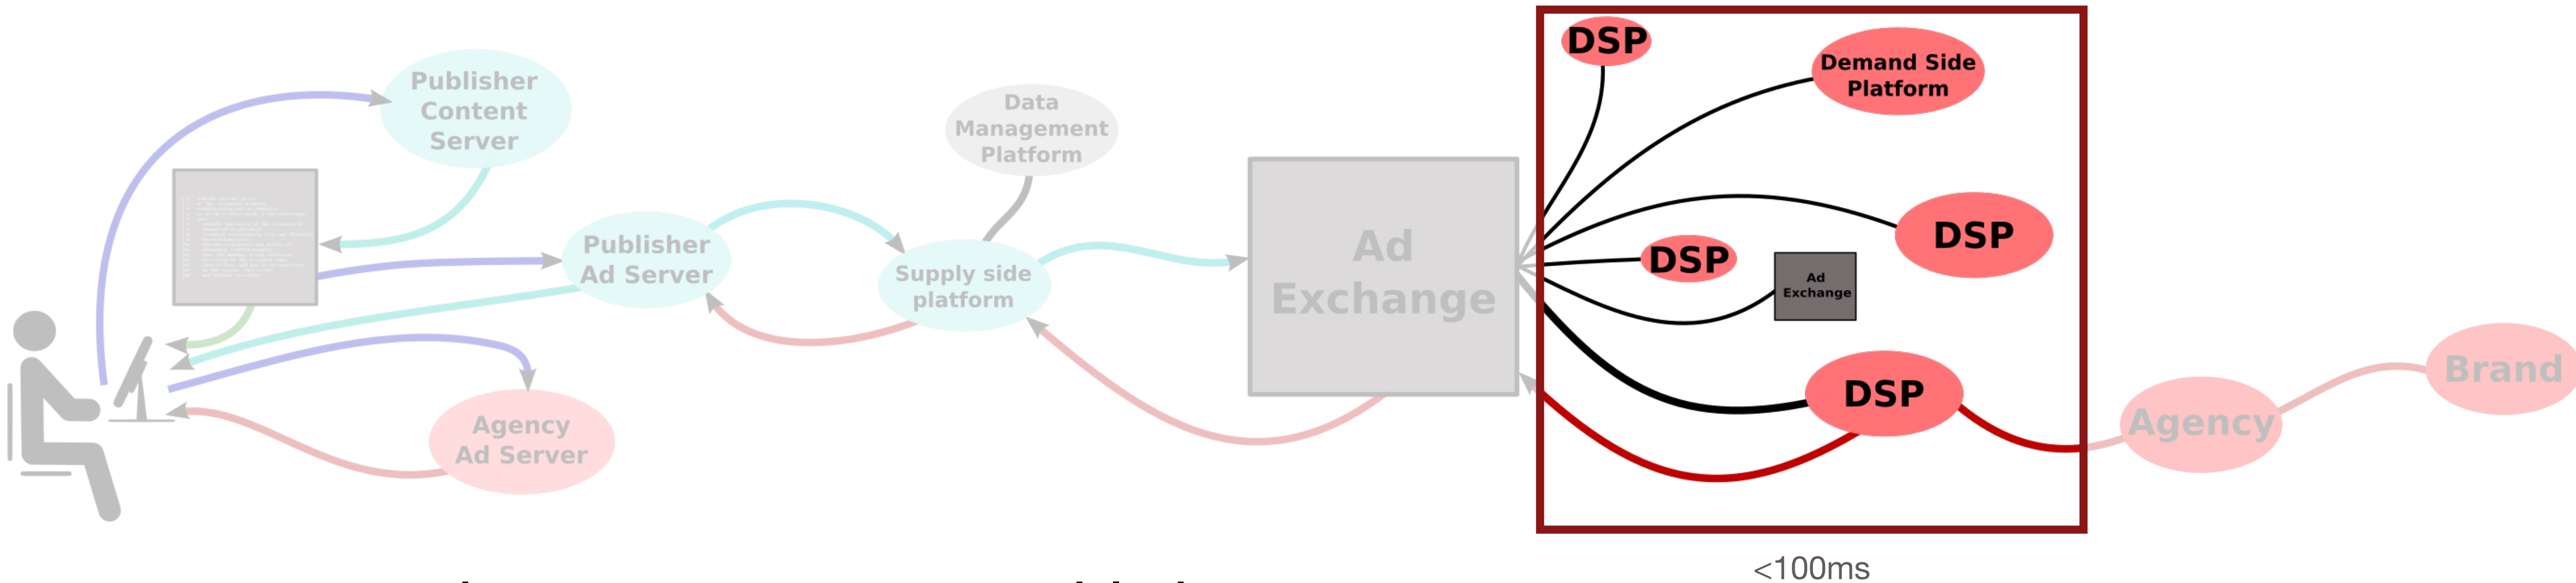 Publisher
Content
Server
Data
Management
Platform
Publisher
Ad Server
Supply side
platform
Ad
Exchange
Agency
Ad Server
DSP
Demand Side
Platform
DSP
DSP
Ad
Exchange
DSP
Agency
Brand
<100ms